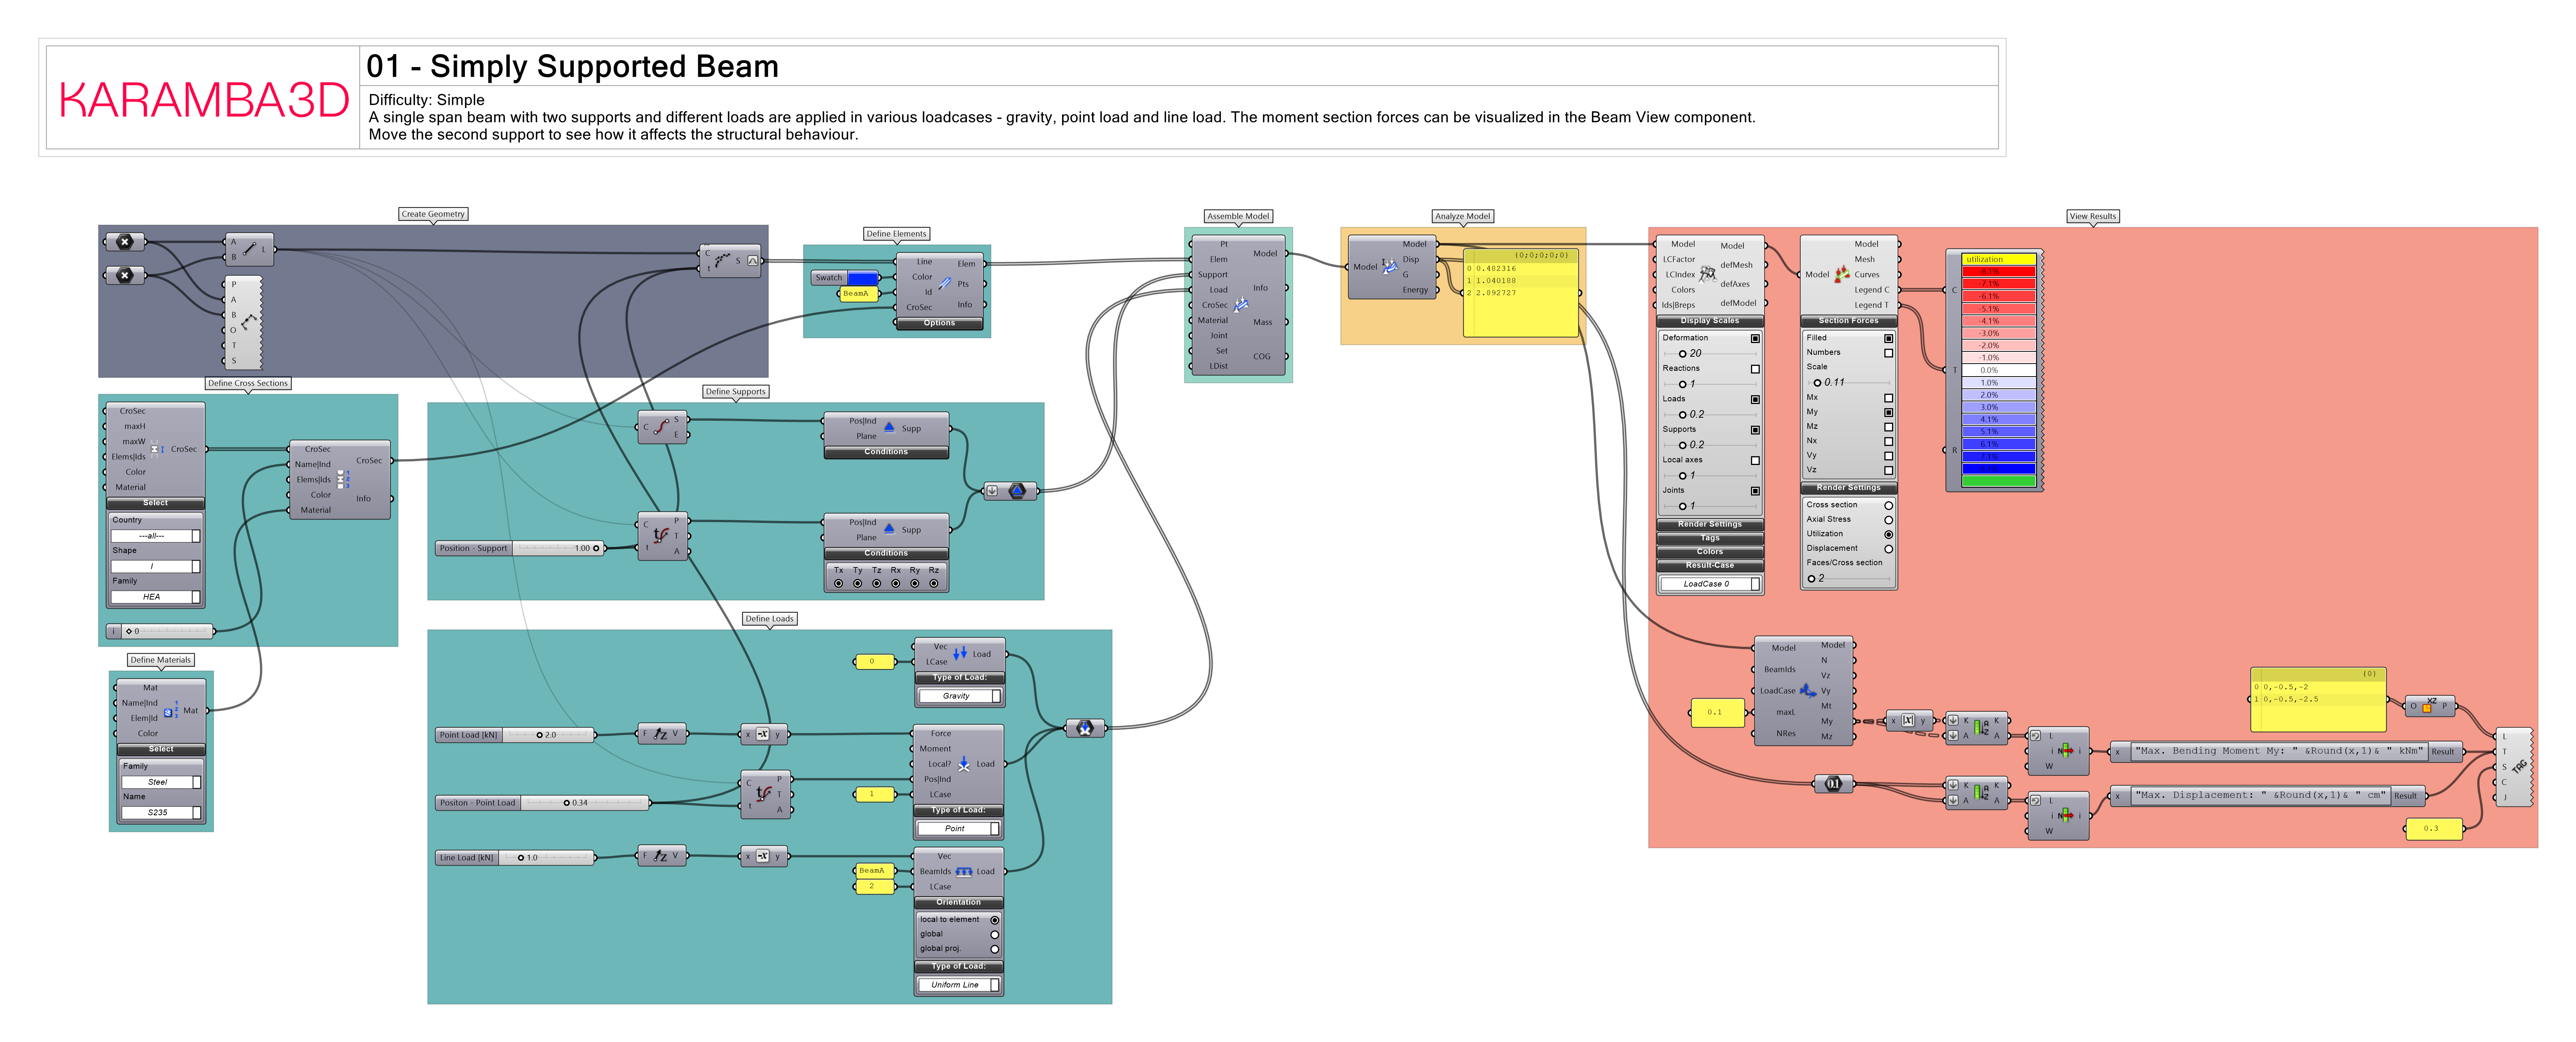 KARAMBA3D
01 - Simply Supported Beam
Difficulty: Simple
A single span beam with two supports and different loads are applied in various loadcases - gravity, point load and line load. The moment section forces can be visualized in the Beam View component.
Move the second support to see how it affects the structural behaviour.
Create Geometry
A
B
L
P
A
B
O
T
S
C
t
S
Define Elements
Swatch
BeamA
Line
Color
Id
CroSec
Elem
Pts
Info
Options
Define Cross Sections
CroSec
maxH
maxW
Elems|Ids
Color
Material
CroSec
Select
Country
---all---
Shape
I
Family
HEA
i
0
CroSec
Name|Ind
Elems|Ids
Color
Material
CroSec
Info
Define Materials
Mat
Name|Ind
Elem|Id
Color
Mat
Select
Family
Steel
Name
S235
Define Supports
C
S
E
Pos|Ind
Plane
Supp
Conditions
Position - Support
1.00
C
t
P
T
A
Pos|Ind
Plane
Supp
Conditions
Tx Ty Tz Rx Ry Rz
Define Loads
0
Vec
LCase
Load
Type of Load:
Gravity
Point Load [kN]
2.0
F
V
x
-x
y
Force
Moment
Local?
Pos|Ind
LCase
Load
Type of Load:
Point
Positon - Point Load
0.34
C
t
P
T
A
1
Line Load [kN]
1.0
F
V
x
-x
y
BeamA
2
Vec
BeamIds
LCase
Load
Orientation
local to element
global
global proj.
Type of Load:
Uniform Line
Assemble Model
Pt
Elem
Support
Load
CroSec
Material
Joint
Set
LDist
Model
Info
Mass
COG
Analyze Model
Model
Model
Disp
G
Energy
{0;0;0;0;0}
0 0.482316
1 1.040188
2 2.092727
View Results
Model
LCFactor
LCIndex
Colors
Ids|Breps
Model
defMesh
defAxes
defModel
Display Scales
Deformation
20
Reactions
1
Loads
0.2
Supports
0.2
Local axes
1
Joints
1
Render Settings
Tags
Colors
Result-Case
LoadCase 0
Model
Model
Mesh
Curves
Legend C
Legend T
Section Forces
Filled
Numbers
Scale
0.11
Mx
My
Mz
Nx
Vy
Vz
Render Settings
Cross section
Axial Stress
Utilization
Displacement
Faces/Cross section
2
C
T
R
utilization
-8.1%
-7.1%
-6.1%
-5.1%
-4.1%
-3.0%
-2.0%
-1.0%
0.0%
1.0%
2.0%
3.0%
4.1%
5.1%
6.1%
7.1%
0.1
Model
BeamIds
LoadCase
maxL
NRes
Model
N
Vz
Vy
Mt
My
Mz
x
|x|
y
K
A
K
A
L
i
W
i
x
"Max. Bending Moment My: " &Round(x,1)& " kNm"
Result
K
A
K
A
L
i
W
i
x
"Max. Displacement: " &Round(x,1)& " cm"
Result
{0}
0 0,-0.5,-2
1 0,-0.5,-2.5
O
XZ
P
0.3
L
T
S
C
J
TAG